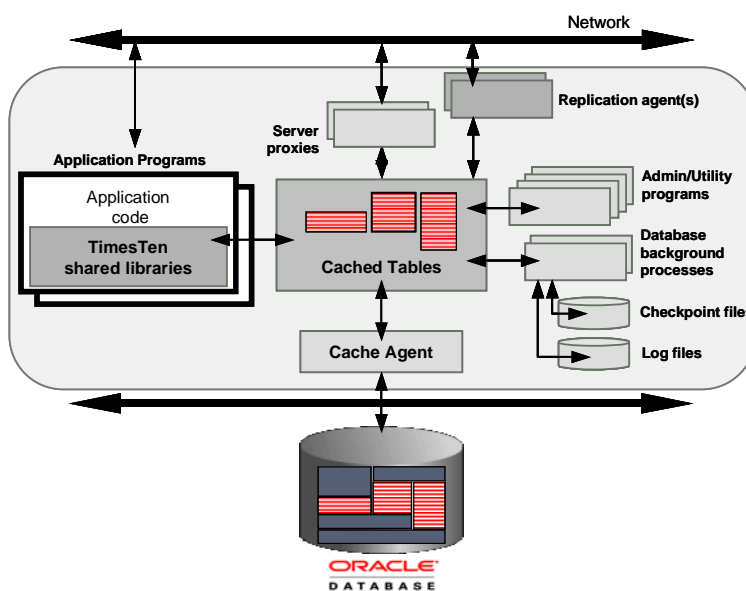 Network
Replication agent(s)
Server
proxies
Application Programs
Application
code
TimesTen
shared libraries
Cached Tables
Admin/Utility
programs
Database
background
processes
Checkpoint files
Log files
Cache Agent
ORACLE®
DATABASE